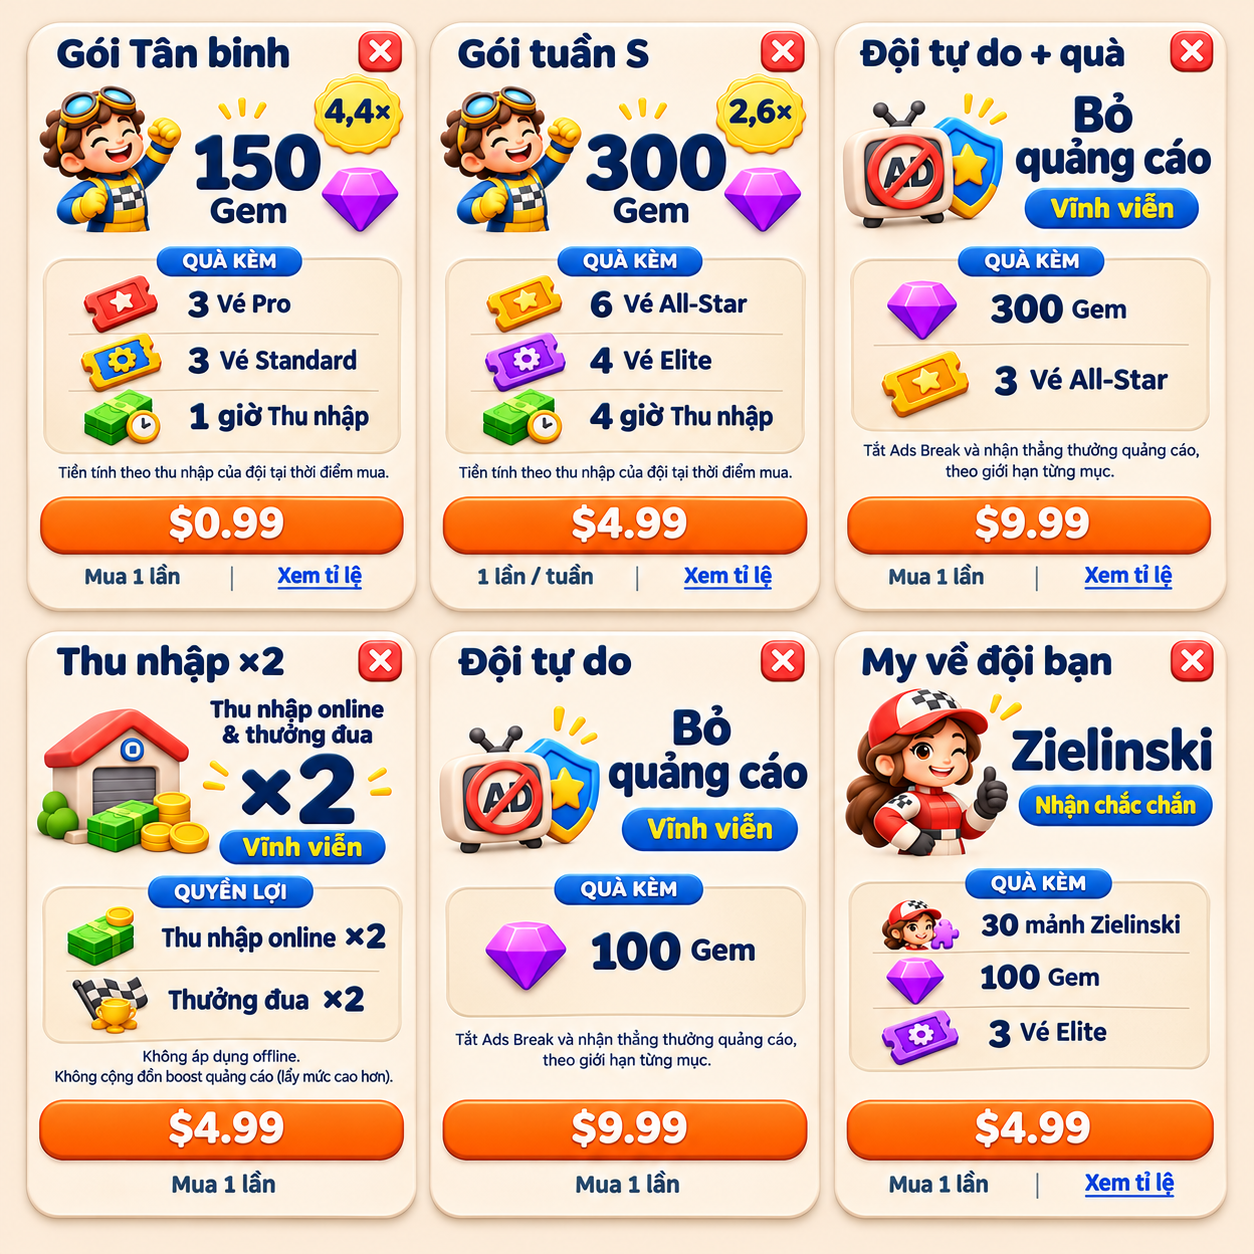 Gói Tân binh
4,4×
150
Gem
QUÀ KÈM
3 Vé Pro
3 Vé Standard
1 giờ Thu nhập
Tiền tính theo thu nhập của đội tại thời điểm mua.
$0.99
Mua 1 lần | Xem tỉ lệ
Gói tuần S
2,6×
300
Gem
QUÀ KÈM
6 Vé All-Star
4 Vé Elite
4 giờ Thu nhập
Tiền tính theo thu nhập của đội tại thời điểm mua.
$4.99
1 lần / tuần | Xem tỉ lệ
Đội tự do + quà
AD
Bỏ
quảng cáo
Vĩnh viễn
QUÀ KÈM
300 Gem
3 Vé All-Star
Tắt Ads Break và nhận thẳng thưởng quảng cáo,
theo giới hạn từng mục.
$9.99
Mua 1 lần | Xem tỉ lệ
Thu nhập ×2
Thu nhập online
& thưởng đua
×2
Vĩnh viễn
QUYỀN LỢI
Thu nhập online ×2
Thưởng đua ×2
Không áp dụng offline.
Không cộng đồn boost quảng cáo (lấy mức cao hơn).
$4.99
Mua 1 lần
Đội tự do
AD
Bỏ
quảng cáo
Vĩnh viễn
QUÀ KÈM
100 Gem
Tắt Ads Break và nhận thẳng thưởng quảng cáo,
theo giới hạn từng mục.
$9.99
Mua 1 lần
My về đội bạn
Zielinski
Nhận chắc chắn
QUÀ KÈM
30 mảnh Zielinski
100 Gem
3 Vé Elite
$4.99
Mua 1 lần | Xem tỉ lệ